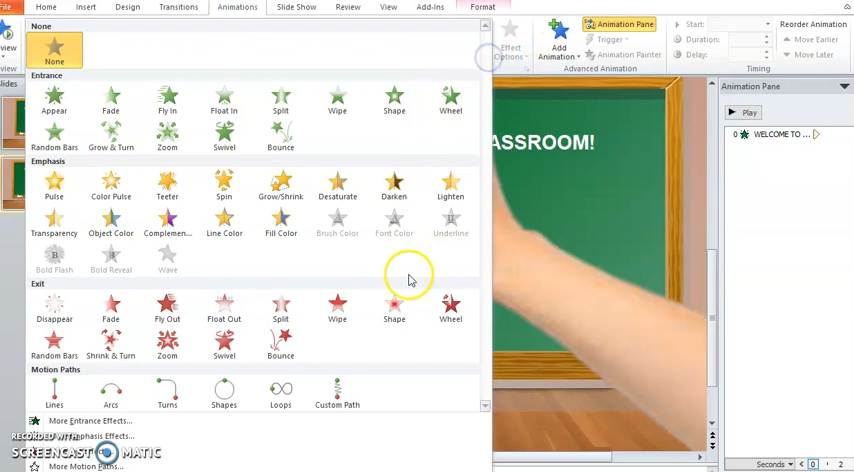 File Home Insert Design Transitions Animations Slide Show Review View Add-Ins Format
None
None
Entrance
Appear Fade Fly In Float In Split Wipe Shape Wheel
Random Bars Grow & Turn Zoom Swivel Bounce
Emphasis
Pulse Color Pulse Teeter Spin Grow/Shrink Desaturate Darken Lighten
Transparency Object Color Complemen... Line Color Fill Color Brush Color Font Color Underline
Bold Flash Bold Reveal Wave
Exit
Disappear Fade Fly Out Float Out Split Wipe Shape Wheel
Random Bars Shrink & Turn Zoom Swivel Bounce
Motion Paths
Lines Arcs Turns Shapes Loops Custom Path
More Entrance Effects...
Emphasis Effects...
More Motion Paths...
RECORDED WITH
SCREENCAST MATIC
Slides
Effect
Options
Add
Animation
Animation Pane
Trigger
Animation Painter
Advanced Animation
Start:
Duration:
Delay:
Timing
Reorder Animation
Move Earlier
Move Later
ASSROOM!
Animation Pane
Play
0 WELCOME TO ...
Seconds 0 2